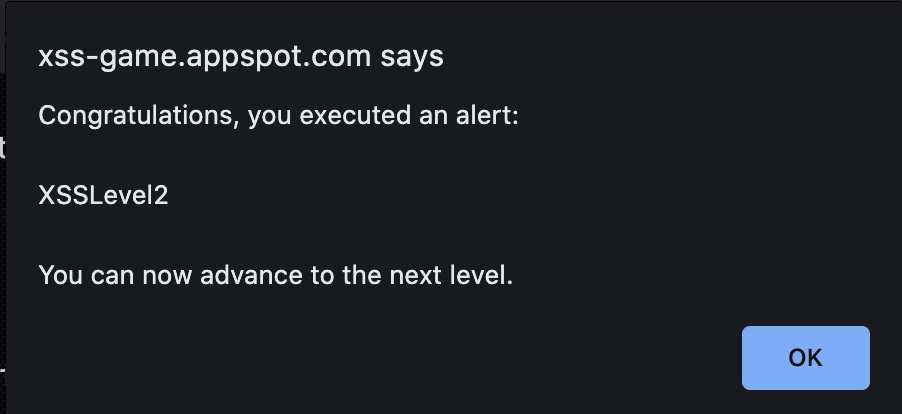 xss-game.appspot.com says
Congratulations, you executed an alert:
XSSLevel2
You can now advance to the next level.
OK